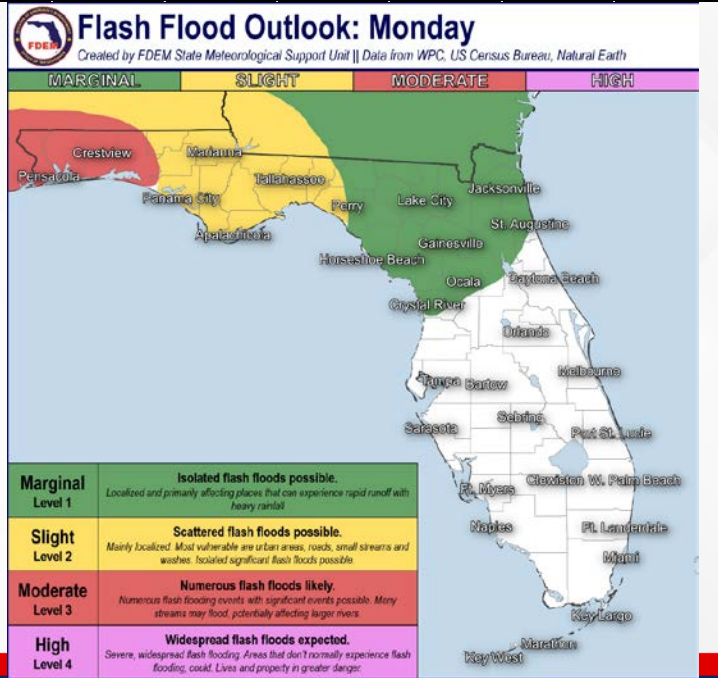 Flash Flood Outlook: Monday
FDEM
Created by FDEM State Meteorological Support Unit || Data from WPC, US Census Bureau, Natural Earth
MARGINAL SLIGHT MODERATE HIGH
Crestview
Marianna
Pensacola
Tallahassee
Jacksonville
Panama City
Perry
Lake City
Apalachicola
St. Augustine
Gainesville
Horseshoe Beach
Ocala
Daytona Beach
Crystal River
Orlando
Tampa
Bartow
Melbourne
Sebring
Sarasota
Port St. Lucie
Clewiston
W. Palm Beach
Ft. Myers
Naples
Ft. Lauderdale
Miami
Key Largo
Marathon
Key West
Marginal
Level 1
Isolated flash floods possible.
Localized and primarily affecting places that can experience rapid runoff with
heavy rainfall
Slight
Level 2
Scattered flash floods possible.
Mainly localized. Most vulnerable are urban areas, roads, small streams and
washes. Isolated significant flash floods possible.
Moderate
Level 3
Numerous flash floods likely.
Numerous flash flooding events with significant events possible. Many
streams may flood, potentially affecting larger rivers.
High
Level 4
Widespread flash floods expected.
Severe, widespread flash flooding. Areas that don't normally experience flash
flooding, could. Lives and property in greater danger.